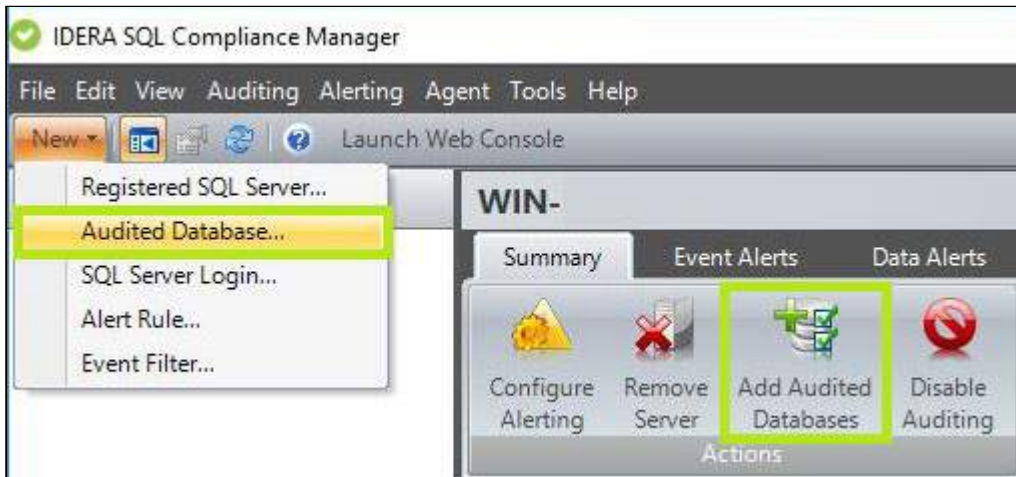 IDERA SQL Compliance Manager
File Edit View Auditing Alerting Agent Tools Help
New Launch Web Console
Registered SQL Server...
Audited Database...
SQL Server Login...
Alert Rule...
Event Filter...
WIN-
Summary Event Alerts Data Alerts
Configure Alerting
Remove Server
Add Audited Databases
Disable Auditing
Actions